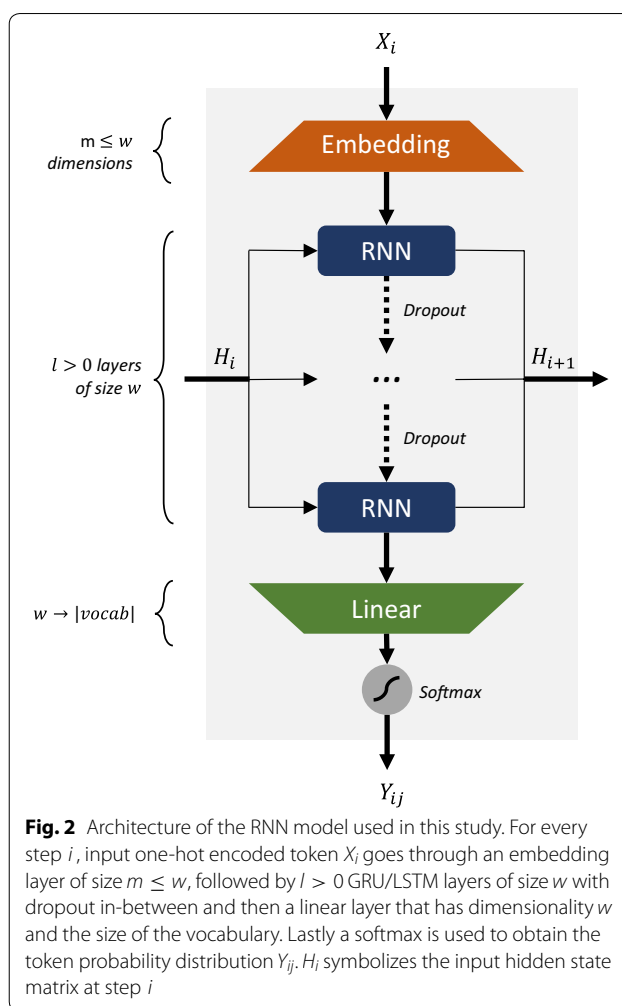 X_i
m ≤ w
dimensions
Embedding
RNN
Dropout
l > 0 layers
of size w
H_i
...
H_{i+1}
Dropout
RNN
w → |vocab|
Linear
Softmax
Y_{ij}
Fig. 2 Architecture of the RNN model used in this study. For every
step i, input one-hot encoded token X_i goes through an embedding
layer of size m ≤ w, followed by l > 0 GRU/LSTM layers of size w with
dropout in-between and then a linear layer that has dimensionality w
and the size of the vocabulary. Lastly a softmax is used to obtain the
token probability distribution Y_{ij}. H_i symbolizes the input hidden state
matrix at step i